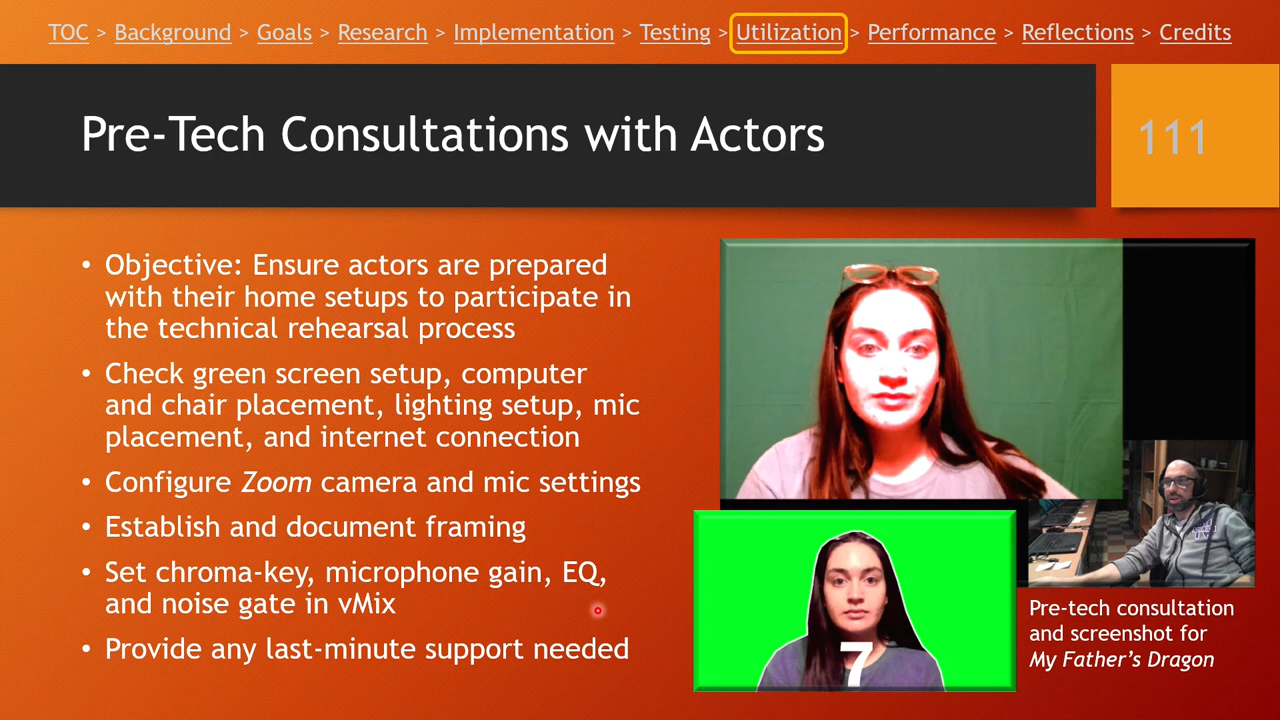 TOC > Background > Goals > Research > Implementation > Testing > Utilization > Performance > Reflections > Credits
Pre-Tech Consultations with Actors
111
• Objective: Ensure actors are prepared
with their home setups to participate in
the technical rehearsal process
• Check green screen setup, computer
and chair placement, lighting setup, mic
placement, and internet connection
• Configure Zoom camera and mic settings
• Establish and document framing
• Set chroma-key, microphone gain, EQ,
and noise gate in vMix
• Provide any last-minute support needed
7
Pre-tech consultation
and screenshot for
My Father’s Dragon